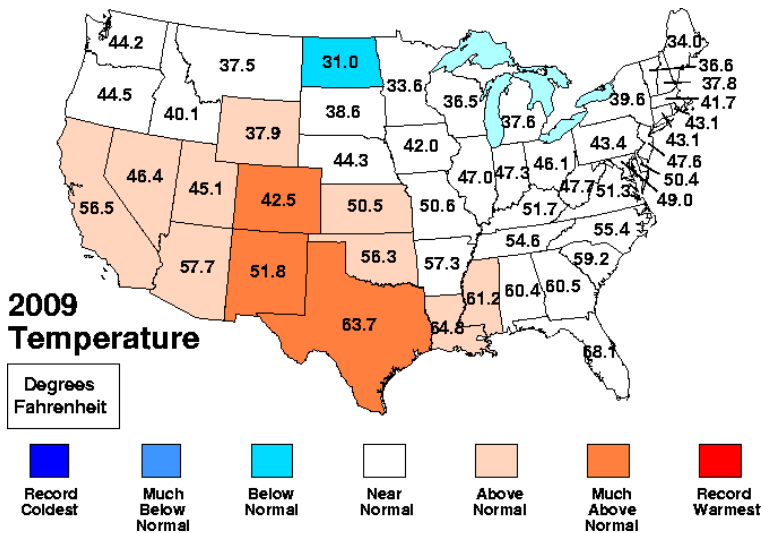 44.2
37.5
31.0
33.6
34.0
36.6
37.8
41.7
43.1
43.1
47.6
50.4
49.0
44.5
40.1
38.6
36.5
37.6
39.6
37.9
44.3
42.0
43.4
56.5
46.4
45.1
42.5
50.5
50.6
47.0
47.3
46.1
47.7
51.3
51.7
55.4
57.7
51.8
56.3
57.3
54.6
59.2
63.7
64.8
61.2
60.4
60.5
68.1
2009
Temperature
Degrees
Fahrenheit
Record
Coldest
Much
Below
Normal
Below
Normal
Near
Normal
Above
Normal
Much
Above
Normal
Record
Warmest